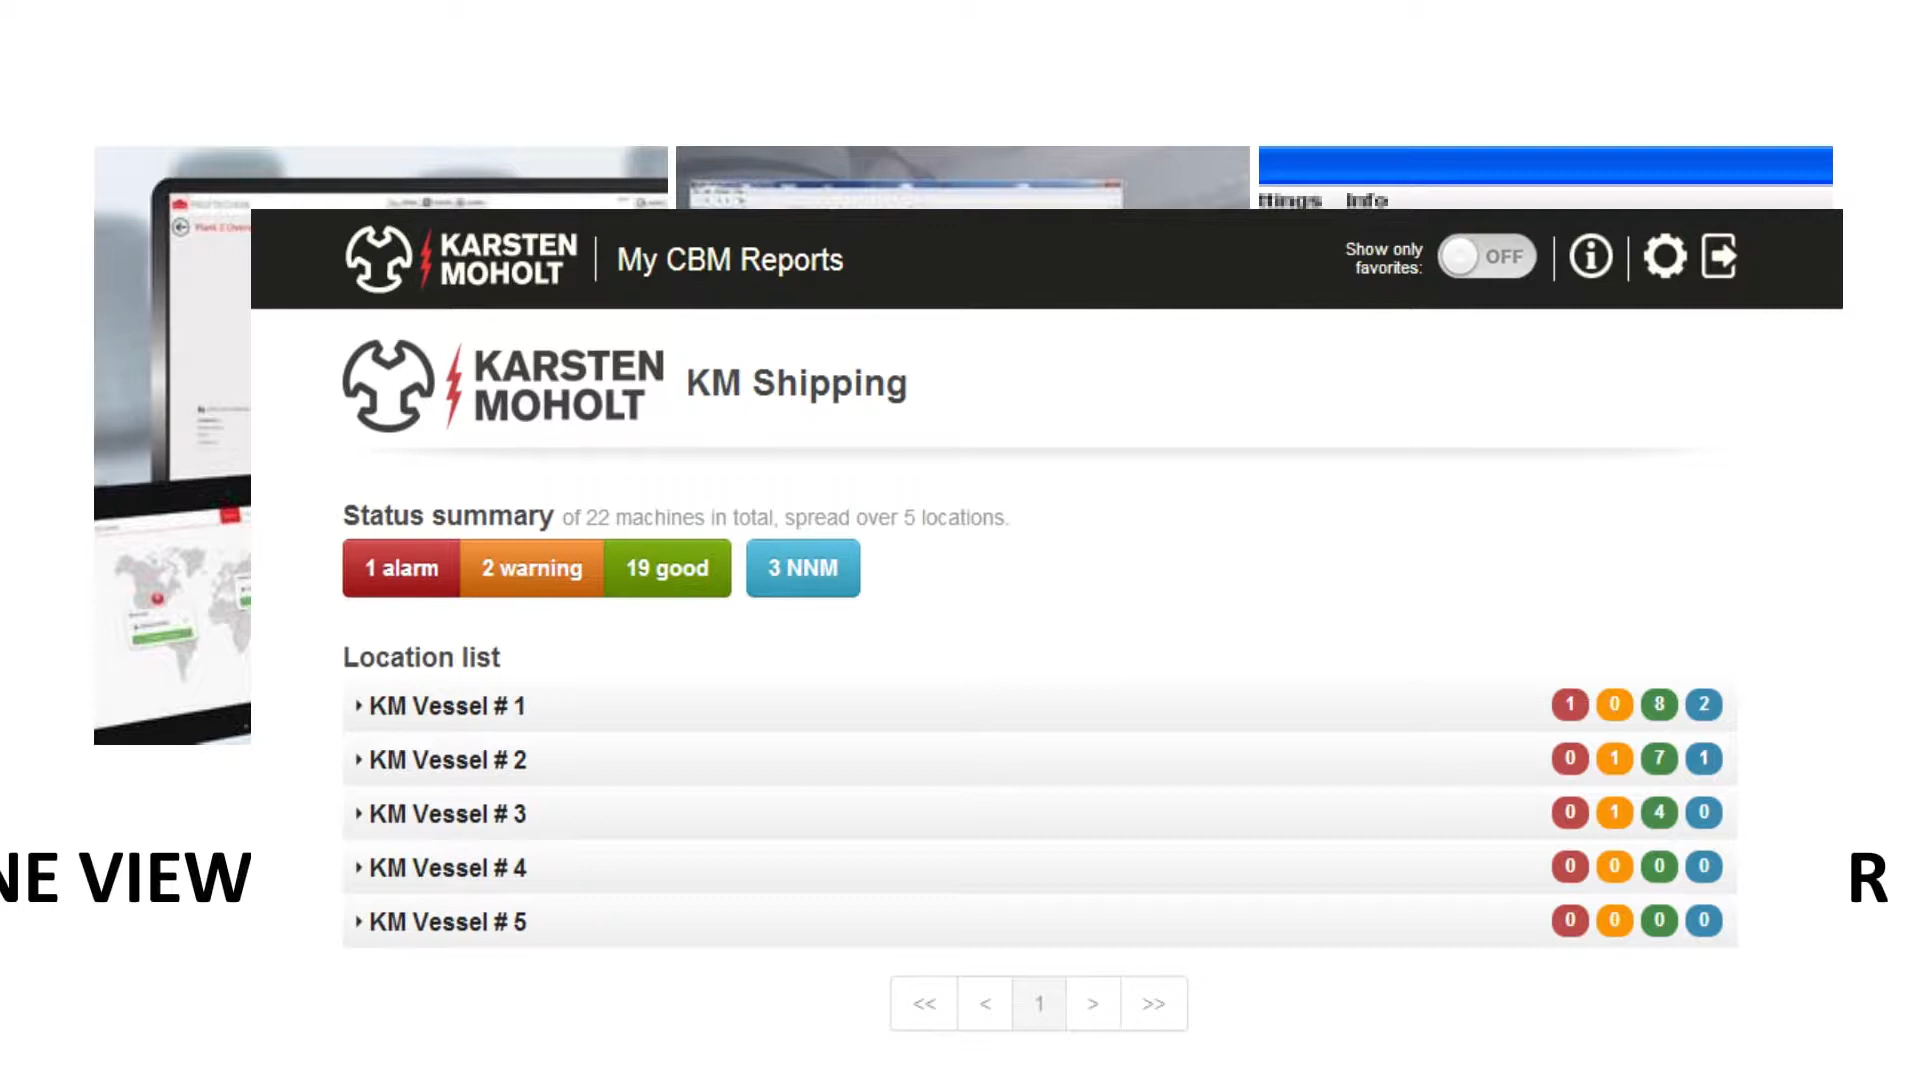 ttings Info
KARSTEN MOHOLT
My CBM Reports
Show only favorites:
OFF
KARSTEN MOHOLT
KM Shipping
Status summary of 22 machines in total, spread over 5 locations.
1 alarm 2 warning 19 good 3 NNM
Location list
KM Vessel # 1 1 0 8 2
KM Vessel # 2 0 1 7 1
KM Vessel # 3 0 1 4 0
KM Vessel # 4 0 0 0 0
KM Vessel # 5 0 0 0 0
NE VIEW R
<< < 1 > >>